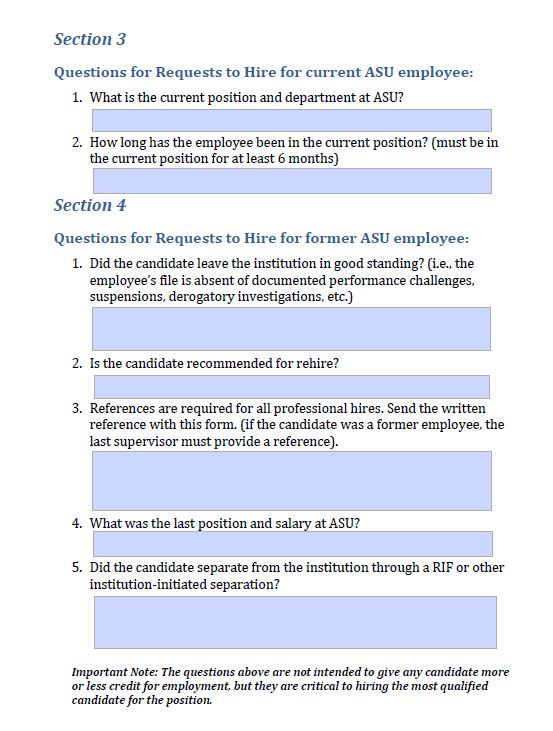 Section 3
Questions for Requests to Hire for current ASU employee:
1. What is the current position and department at ASU?
2. How long has the employee been in the current position? (must be in
the current position for at least 6 months)
Section 4
Questions for Requests to Hire for former ASU employee:
1. Did the candidate leave the institution in good standing? (i.e., the
employee's file is absent of documented performance challenges,
suspensions, derogatory investigations, etc.)
2. Is the candidate recommended for rehire?
3. References are required for all professional hires. Send the written
reference with this form. (if the candidate was a former employee, the
last supervisor must provide a reference).
4. What was the last position and salary at ASU?
5. Did the candidate separate from the institution through a RIF or other
institution-initiated separation?
Important Note: The questions above are not intended to give any candidate more
or less credit for employment, but they are critical to hiring the most qualified
candidate for the position.